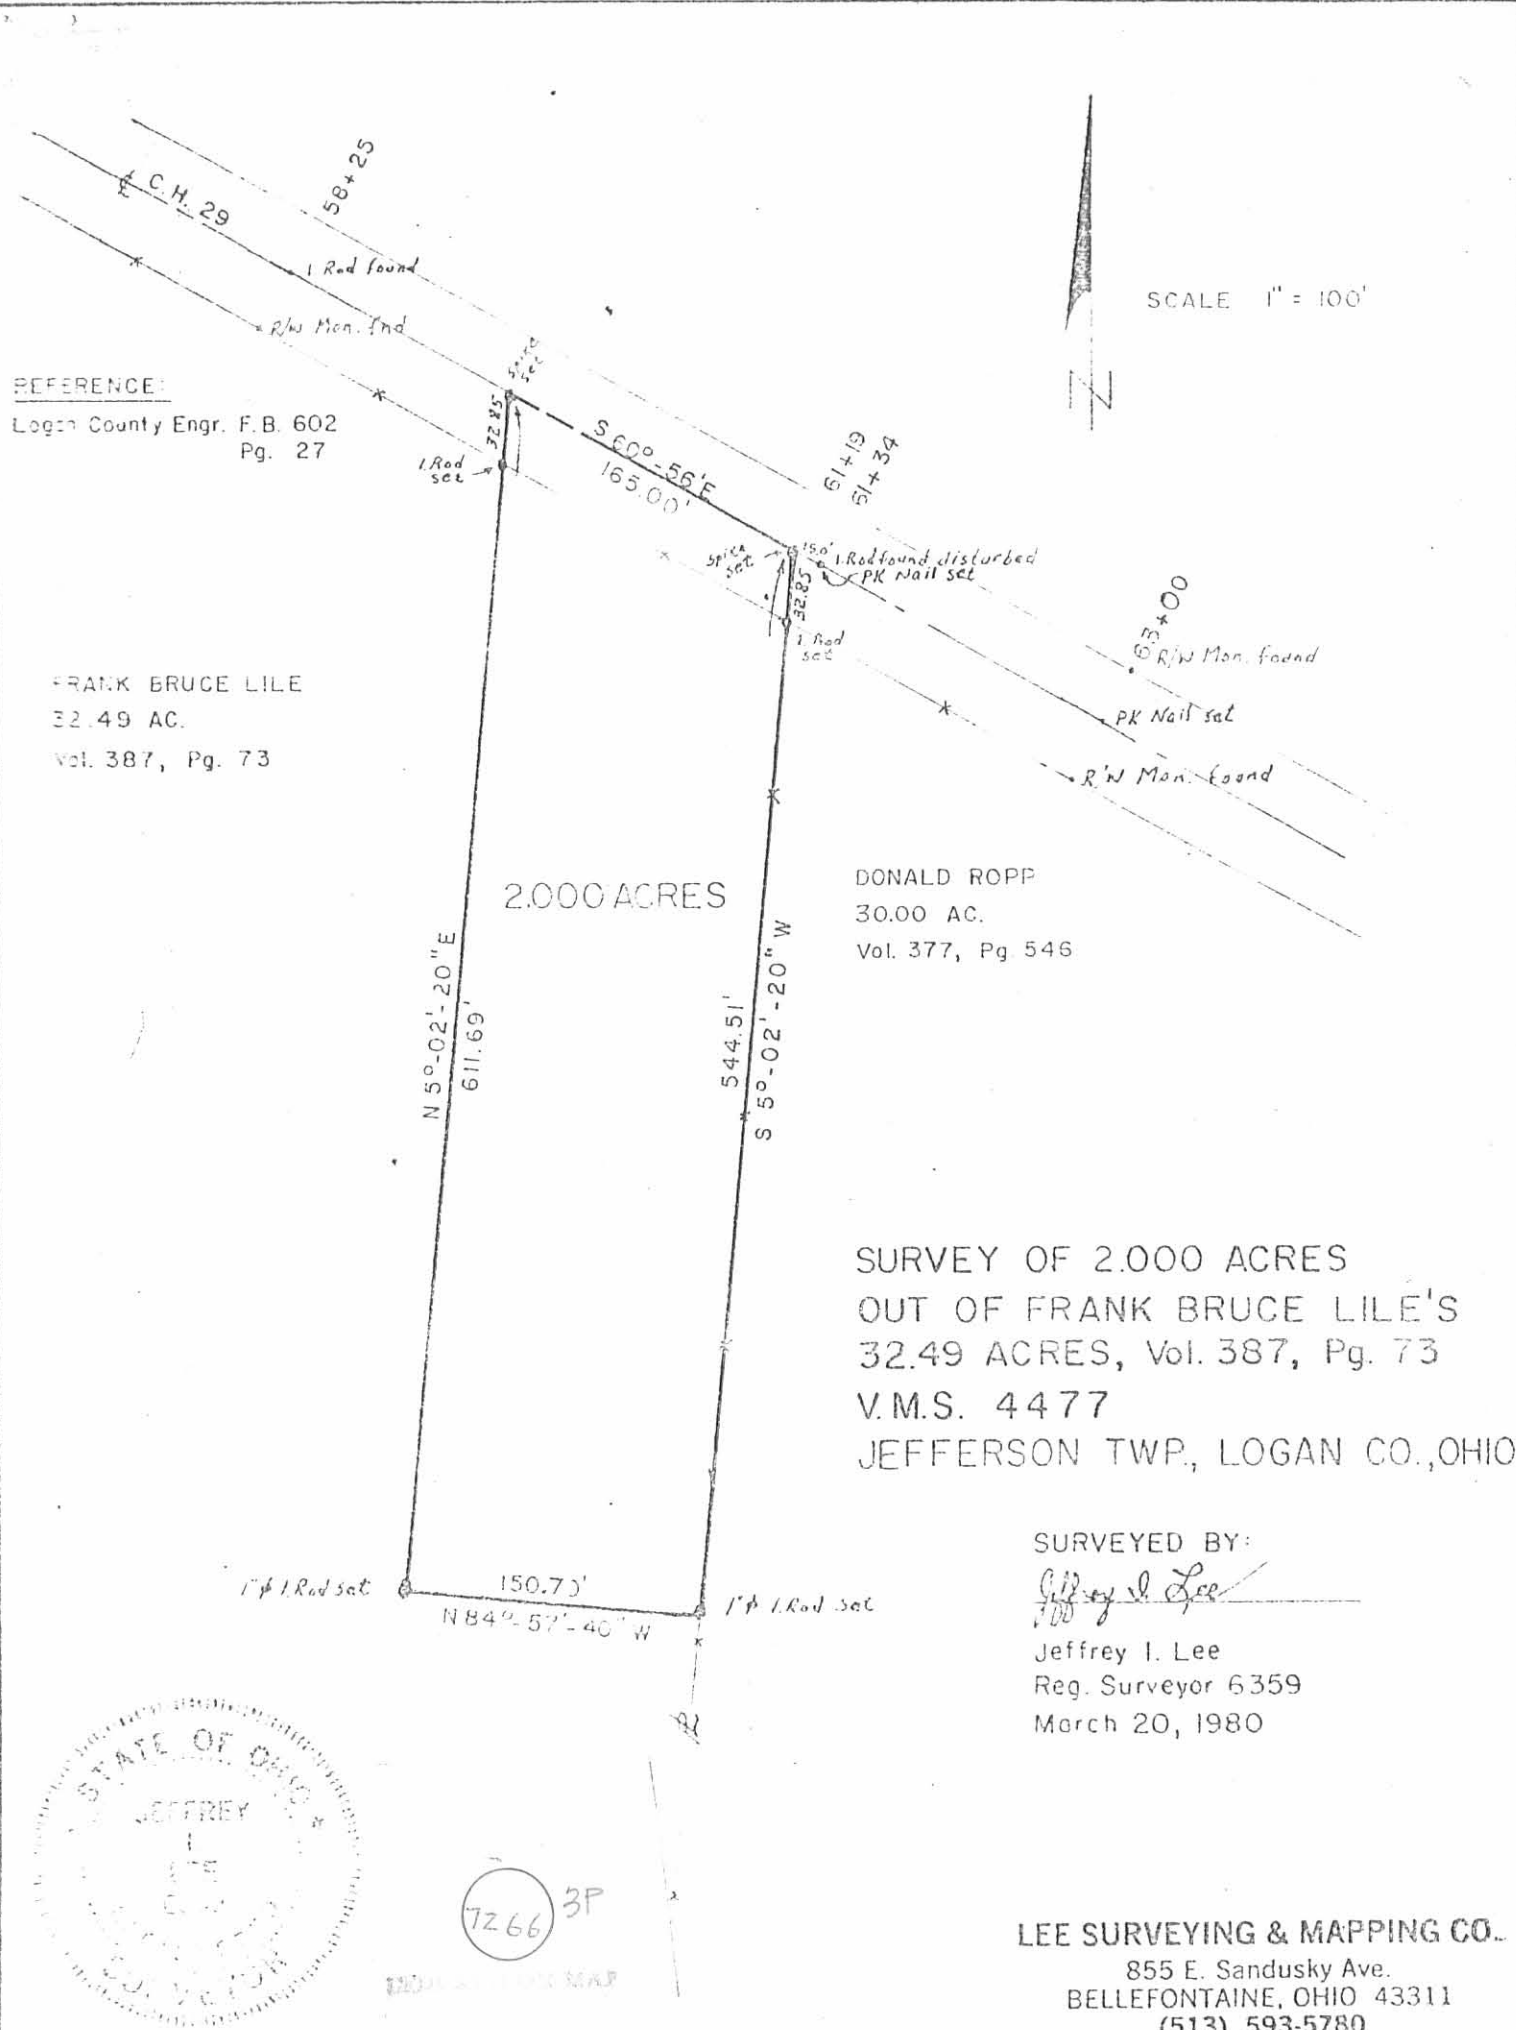 C.H. 29
58+25
I. Rod found
R/W Mon. fnd
SCALE 1" = 100'
N
REFERENCE:
Logan County Engr. F.B. 602
Pg. 27
Spike
set
32.85
I. Rod
set
S 60°-56'E
165.00'
61+19
61+34
Spike
set
15.0'
I. Rod found disturbed
PK Nail set
32.85
I. Rod
set
63+00
R/W Mon. found
PK Nail set
R/W Mon. found
FRANK BRUCE LILE
32.49 AC.
Vol. 387, Pg. 73
2.000 ACRES
DONALD ROPP
30.00 AC.
Vol. 377, Pg. 546
N 5°-02'-20" E
611.69'
544.51'
S 5°-02'-20" W
SURVEY OF 2.000 ACRES
OUT OF FRANK BRUCE LILE'S
32.49 ACRES, Vol. 387, Pg. 73
V.M.S. 4477
JEFFERSON TWP., LOGAN CO., OHIO
1" φ I. Rod set
150.70'
N 84°-57'-40" W
1" φ I. Rod set
SURVEYED BY:
Jeffrey I. Lee
Jeffrey I. Lee
Reg. Surveyor 6359
March 20, 1980
STATE OF OHIO
JEFFREY
I
LEE
SURVEYOR
7266
3P
LEE SURVEYING & MAPPING CO.
855 E. Sandusky Ave.
BELLEFONTAINE, OHIO 43311
(513) 593-5780